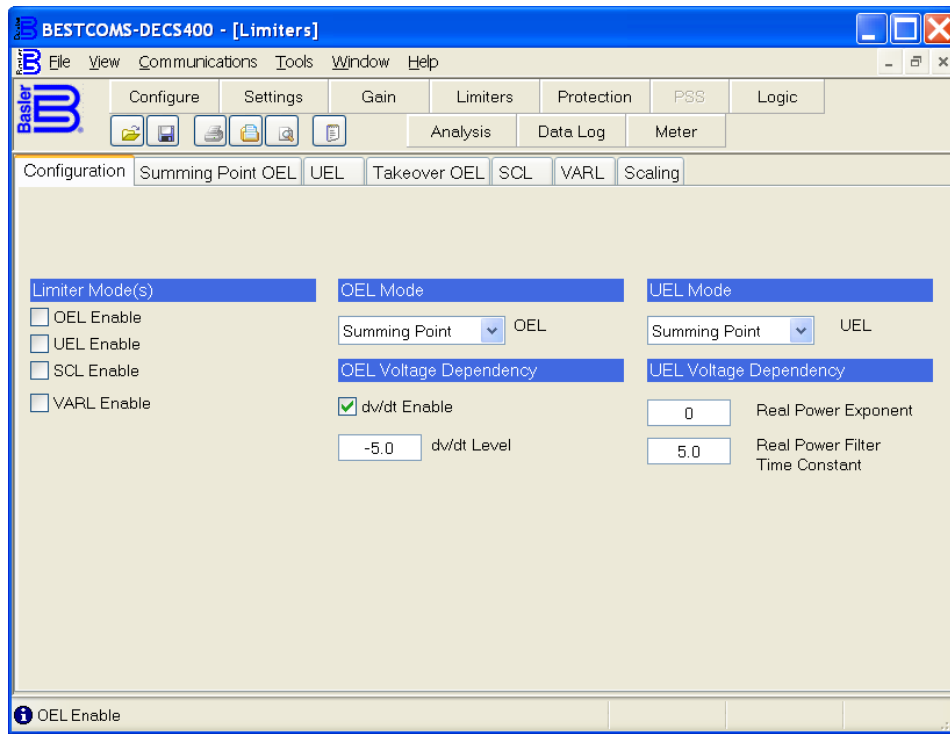 BESTCOMS-DECS400 - [Limiters]
File View Communications Tools Window Help
Basler
Configure Settings Gain Limiters Protection PSS Logic
Analysis Data Log Meter
Configuration Summing Point OEL UEL Takeover OEL SCL VARL Scaling
Limiter Mode(s)
OEL Enable
UEL Enable
SCL Enable
VARL Enable
OEL Mode
Summing Point OEL
OEL Voltage Dependency
dv/dt Enable
-5.0 dv/dt Level
UEL Mode
Summing Point UEL
UEL Voltage Dependency
0 Real Power Exponent
5.0 Real Power Filter
Time Constant
OEL Enable